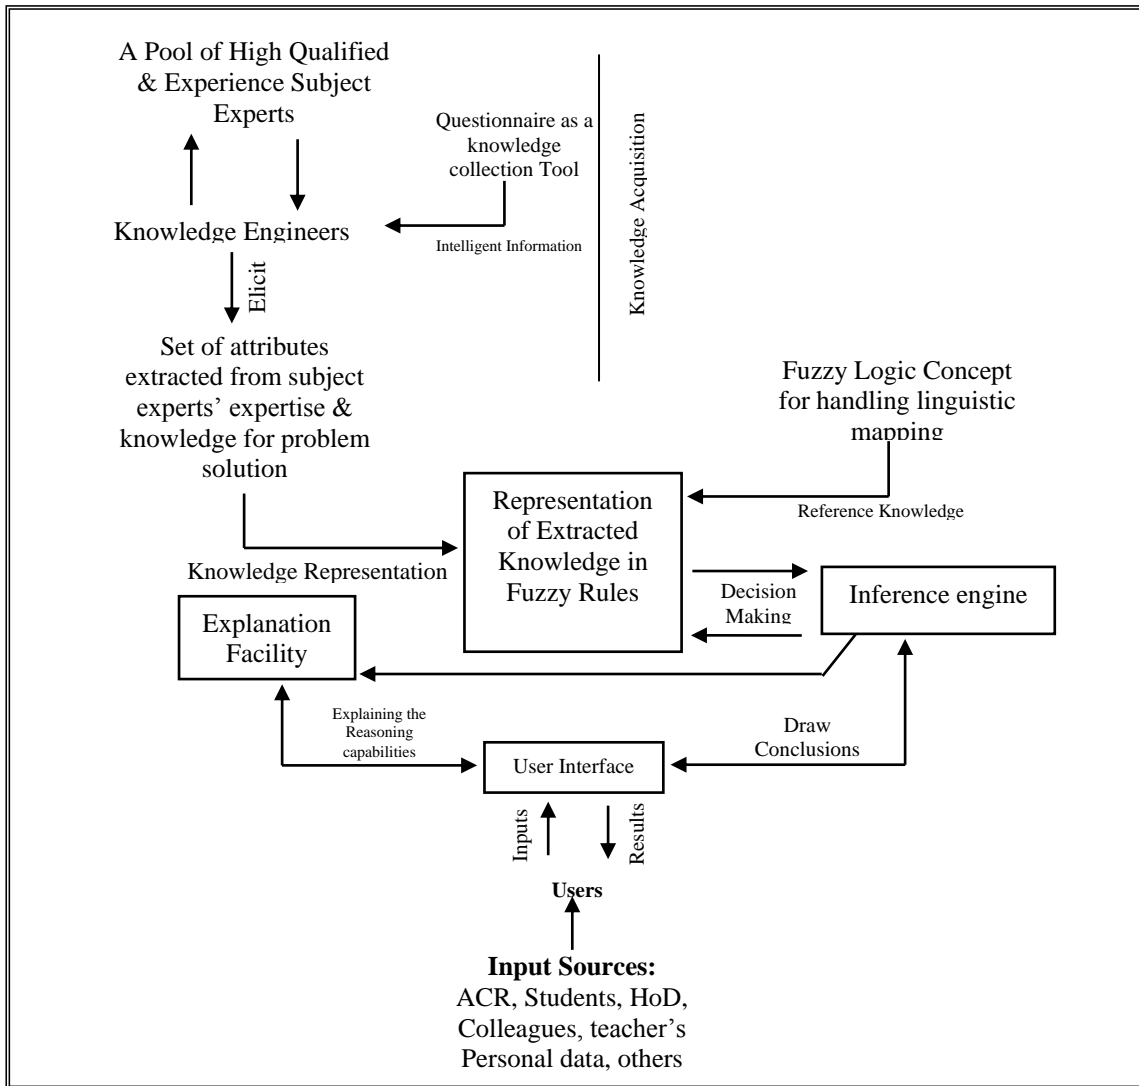 A Pool of High Qualified
& Experience Subject
Experts
Questionnaire as a
knowledge
collection Tool
Knowledge Acquisition
Knowledge Engineers
Intelligent Information
Elicit
Set of attributes
extracted from subject
experts’ expertise &
knowledge for problem
solution
Fuzzy Logic Concept
for handling linguistic
mapping
Representation
of Extracted
Knowledge in
Fuzzy Rules
Reference Knowledge
Knowledge Representation
Decision
Making
Inference engine
Explanation
Facility
Explaining the
Reasoning
capabilities
Draw
Conclusions
User Interface
Inputs
Results
Users
Input Sources:
ACR, Students, HoD,
Colleagues, teacher’s
Personal data, others